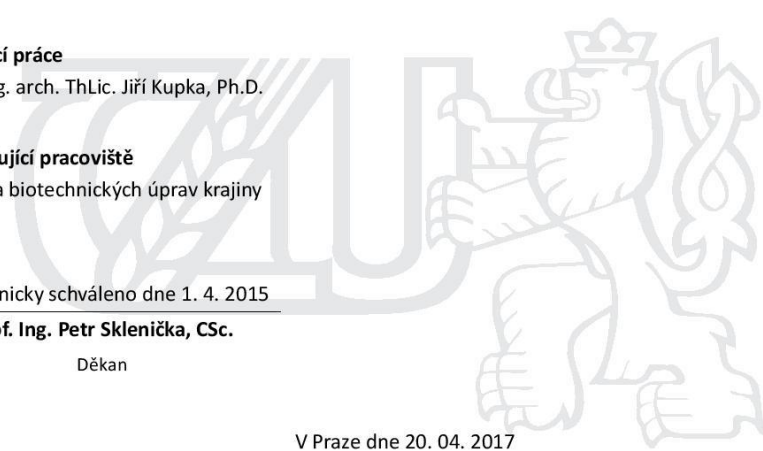 cí práce
g. arch. ThLic. Jiří Kupka, Ph.D.
ující pracoviště
a biotechnických úprav krajiny
nicky schváleno dne 1. 4. 2015
of. Ing. Petr Sklenička, CSc.
Děkan
V Praze dne 20. 04. 2017
ČZU